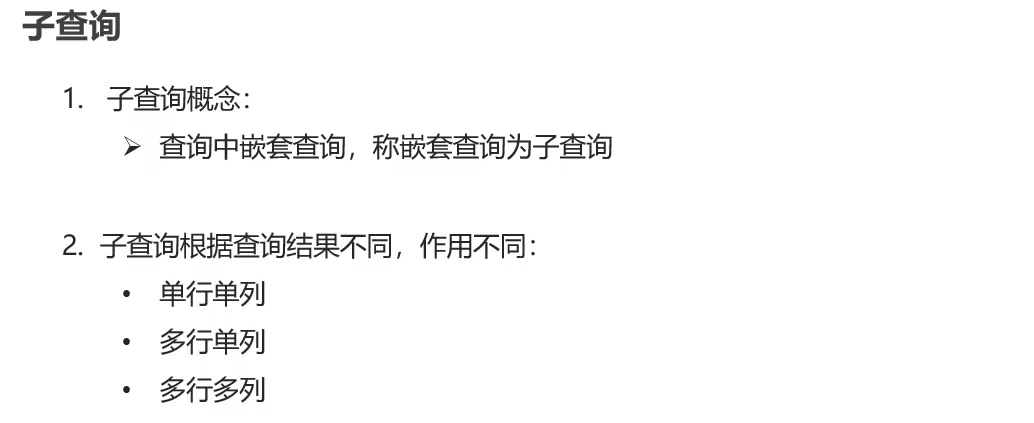 子查询
1. 子查询概念：
➢ 查询中嵌套查询，称嵌套查询为子查询
2. 子查询根据查询结果不同，作用不同：
• 单行单列
• 多行单列
• 多行多列